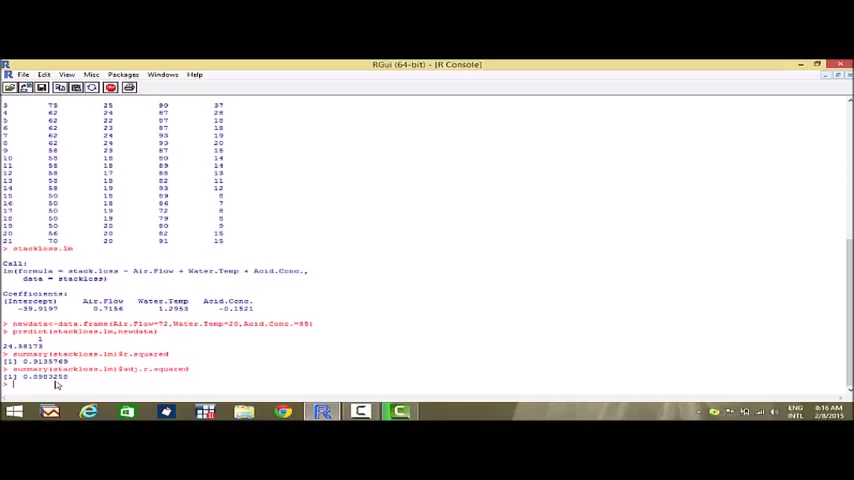 RGui (64-bit) - [R Console]
File Edit View Misc Packages Windows Help
3 75 25 90 37
4 62 24 87 28
5 62 22 87 18
6 62 23 87 18
7 62 24 93 19
8 62 24 93 20
9 58 23 87 15
10 58 18 80 14
11 58 18 89 14
12 58 17 88 13
13 58 18 82 11
14 58 19 93 12
15 50 18 89 8
16 50 18 86 7
17 50 19 72 8
18 50 19 79 8
19 50 20 80 9
20 56 20 82 15
21 70 20 91 15
> stackloss.lm
Call:
lm(formula = stack.loss ~ Air.Flow + Water.Temp + Acid.Conc.,
data = stackloss)
Coefficients:
(Intercept) Air.Flow Water.Temp Acid.Conc.
-39.9197 0.7156 1.2953 -0.1521
> newdata<-data.frame(Air.Flow=72,Water.Temp=20,Acid.Conc.=85)
> predict(stackloss.lm,newdata)
1
24.58173
> summary(stackloss.lm)$r.squared
[1] 0.9135769
> summary(stackloss.lm)$adj.r.squared
[1] 0.8983258
>
ENG 8:16 AM
INTL 2/8/2015